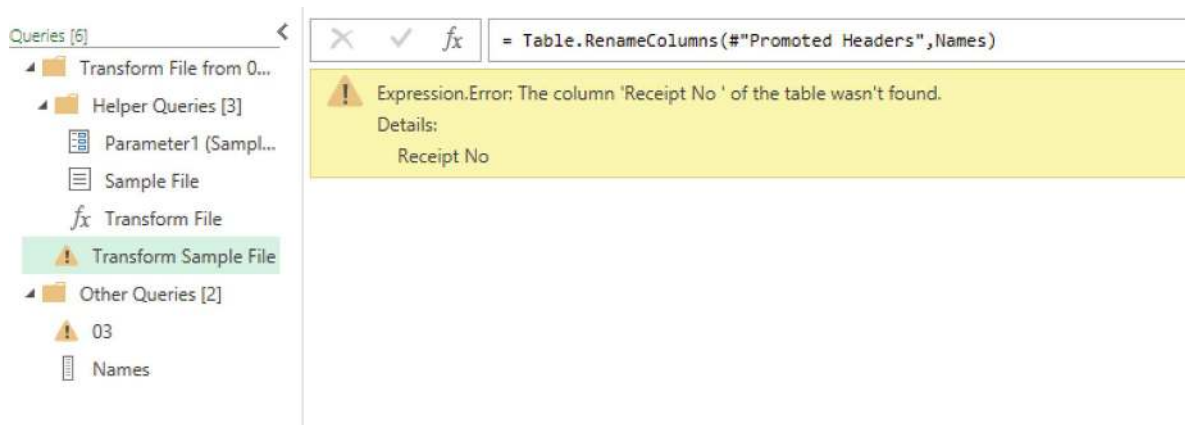 Queries [6]
Transform File from 0...
Helper Queries [3]
Parameter1 (Sampl...
Sample File
fx Transform File
Transform Sample File
Other Queries [2]
03
Names
fx = Table.RenameColumns(#"Promoted Headers",Names)
Expression.Error: The column 'Receipt No ' of the table wasn't found.
Details:
Receipt No